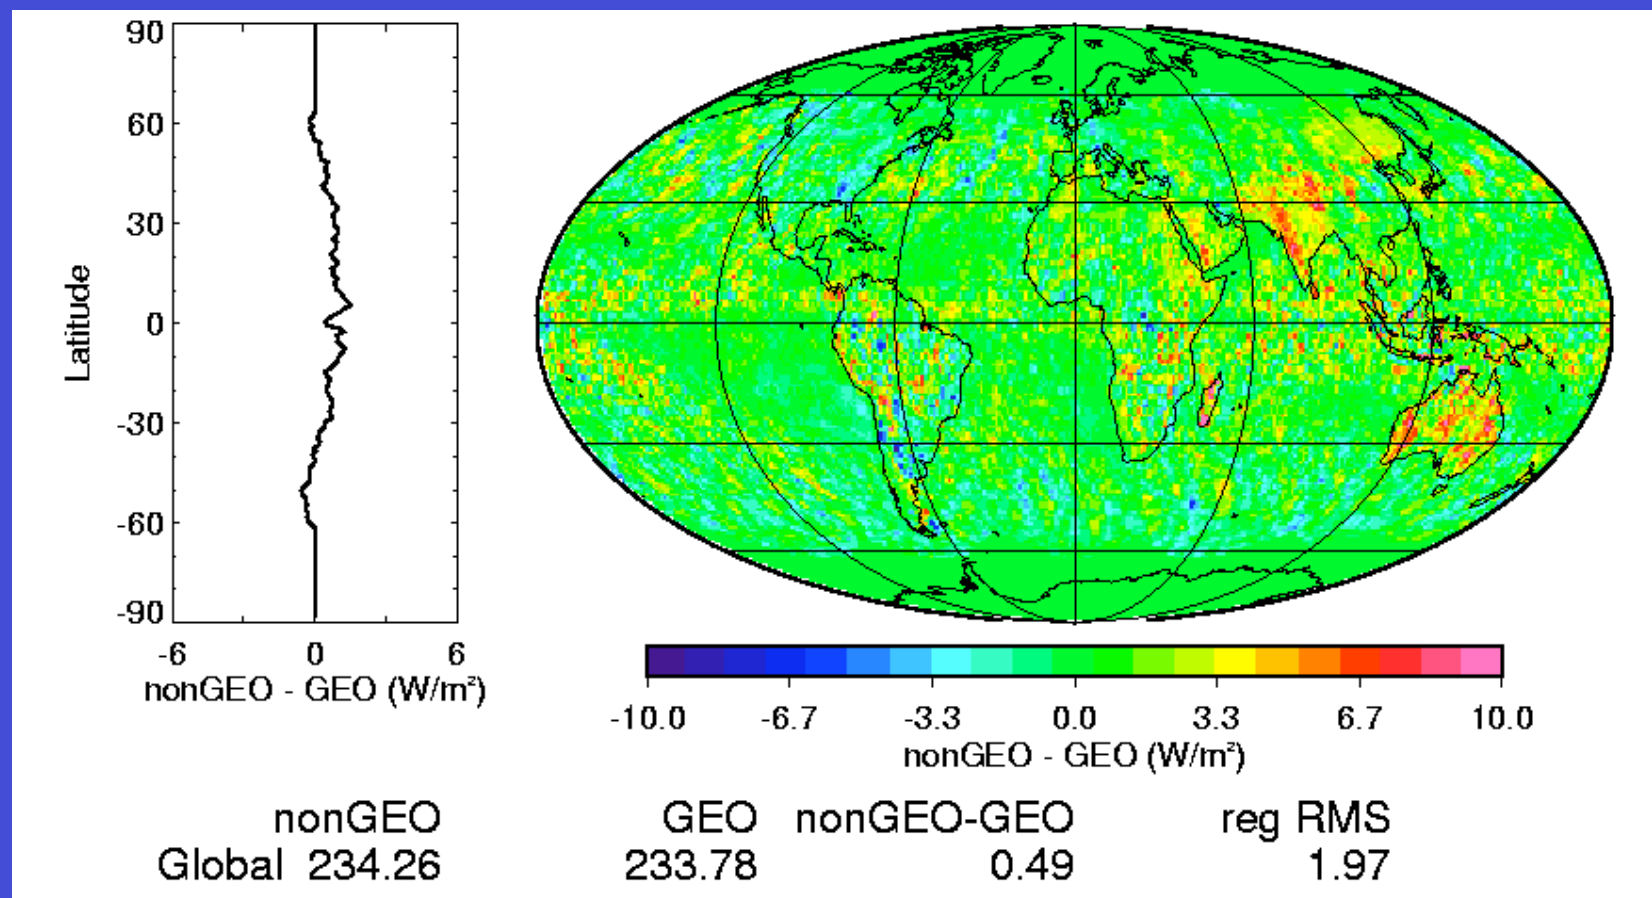 90
60
30
0
-30
-60
-90
Latitude
-6 0 6
nonGEO - GEO (W/m²)
-10.0 -6.7 -3.3 0.0 3.3 6.7 10.0
nonGEO - GEO (W/m²)
nonGEO GEO nonGEO-GEO reg RMS
Global 234.26 233.78 0.49 1.97